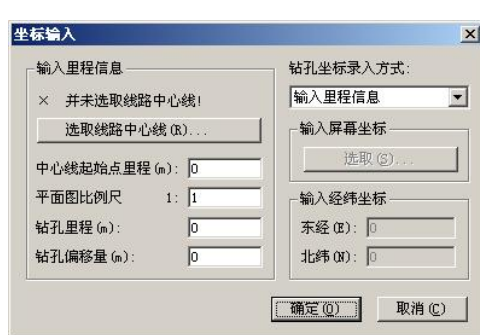 坐标输入
输入里程信息
× 并未选取线路中心线!
选取线路中心线(R)...
中心线起始点里程(m): 0
平面图比例尺 1: 1
钻孔里程(m): 0
钻孔偏移量(m): 0
钻孔坐标录入方式:
输入里程信息
输入屏幕坐标
选取(S)...
输入经纬坐标
东经(E): 0
北纬(N): 0
确定(O)
取消(C)